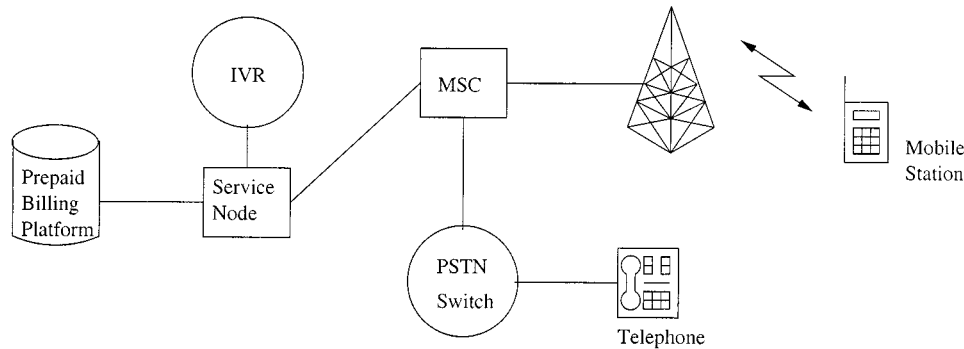 IVR
MSC
Prepaid
Billing
Platform
Service
Node
Mobile
Station
PSTN
Switch
Telephone